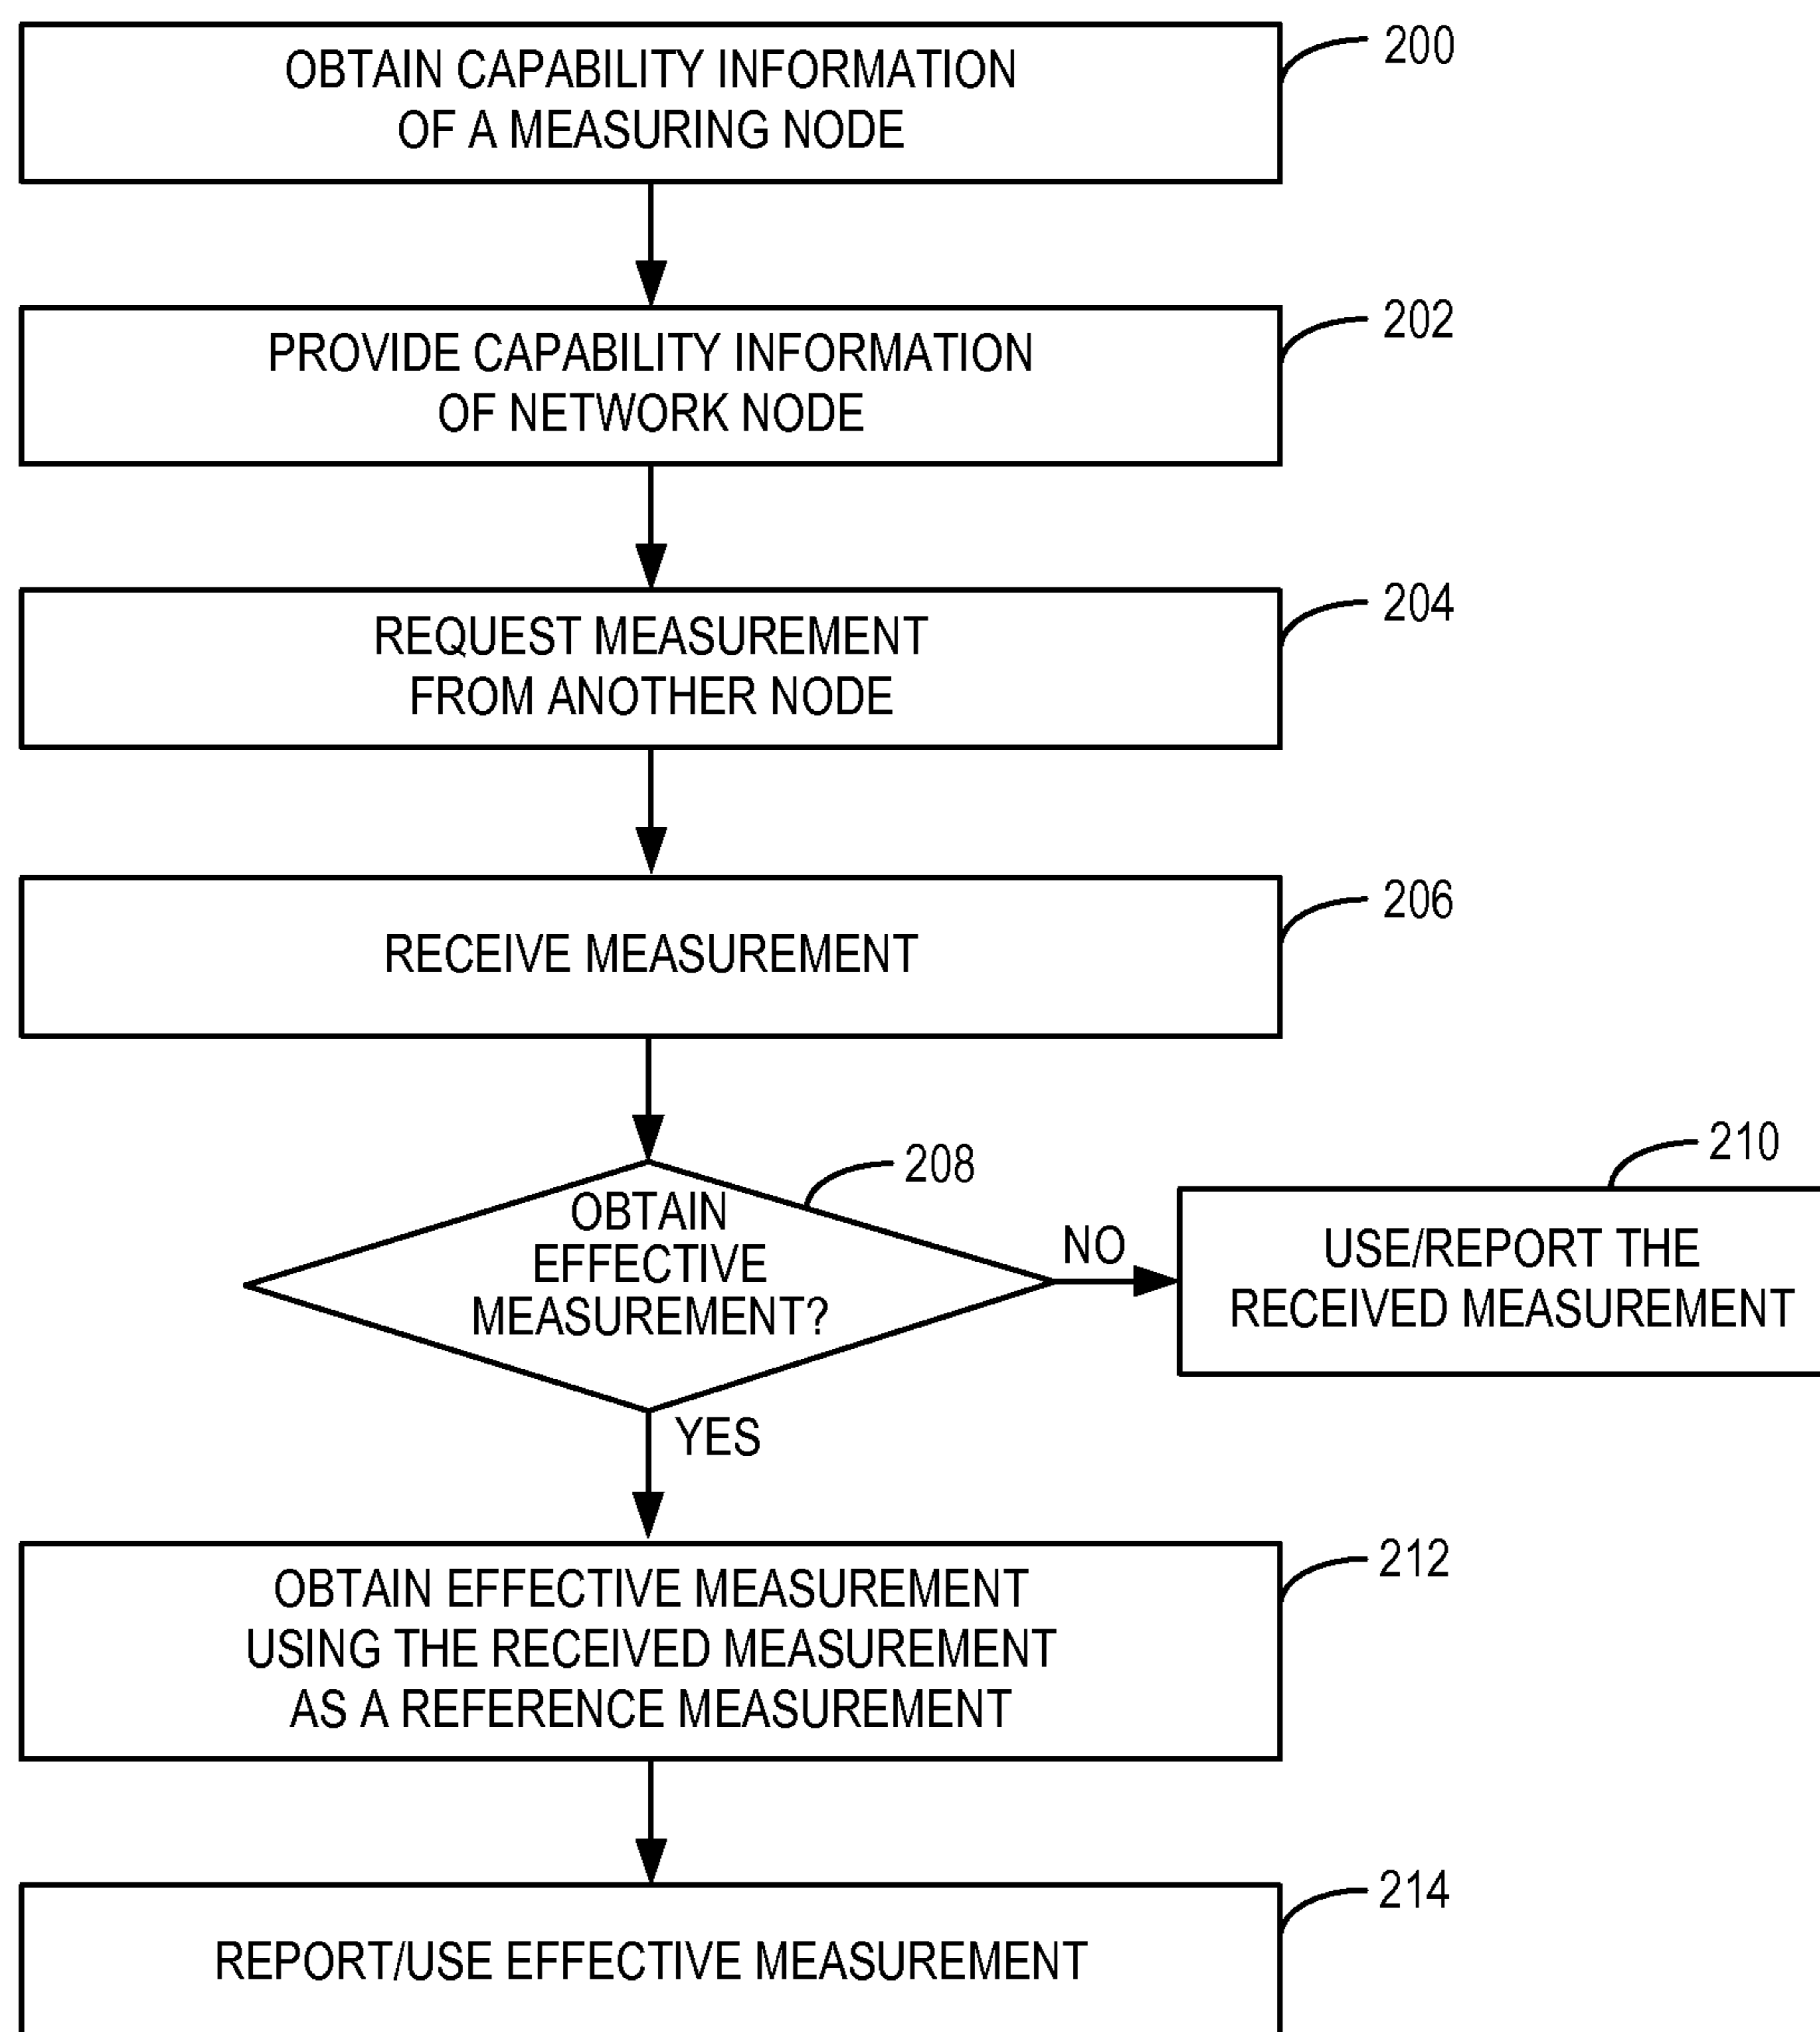 OBTAIN CAPABILITY INFORMATION
OF A MEASURING NODE
200
PROVIDE CAPABILITY INFORMATION
OF NETWORK NODE
202
REQUEST MEASUREMENT
FROM ANOTHER NODE
204
RECEIVE MEASUREMENT
206
OBTAIN
EFFECTIVE
MEASUREMENT?
208
NO
USE/REPORT THE
RECEIVED MEASUREMENT
210
YES
OBTAIN EFFECTIVE MEASUREMENT
USING THE RECEIVED MEASUREMENT
AS A REFERENCE MEASUREMENT
212
REPORT/USE EFFECTIVE MEASUREMENT
214